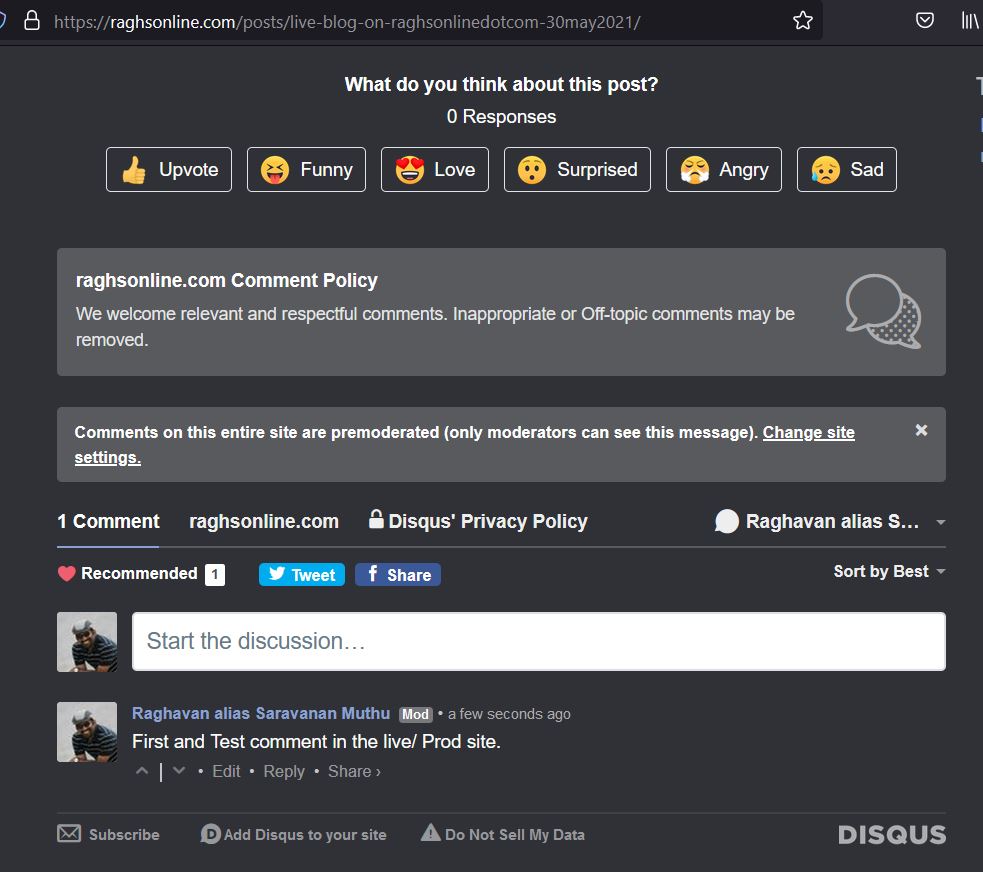 https://raghsonline.com/posts/live-blog-on-raghsonlinedotcom-30may2021/
What do you think about this post?
0 Responses
Upvote Funny Love Surprised Angry Sad
raghsonline.com Comment Policy
We welcome relevant and respectful comments. Inappropriate or Off-topic comments may be
removed.
Comments on this entire site are premoderated (only moderators can see this message). Change site
settings.
1 Comment raghsonline.com Disqus' Privacy Policy Raghavan alias S...
Recommended 1 Tweet f Share Sort by Best
Start the discussion…
Raghavan alias Saravanan Muthu Mod • a few seconds ago
First and Test comment in the live/ Prod site.
• Edit • Reply • Share ›
Subscribe D Add Disqus to your site Do Not Sell My Data DISQUS